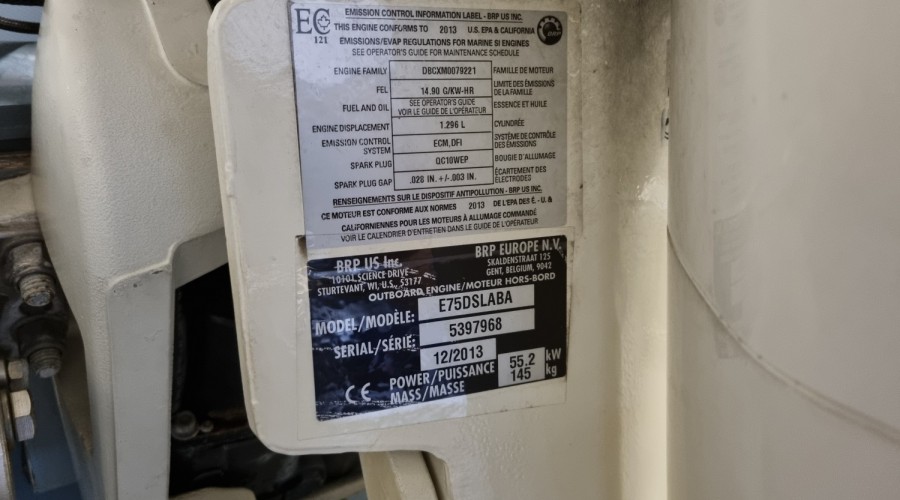 EC
121
EMISSION CONTROL INFORMATION LABEL - BRP US INC.
THIS ENGINE CONFORMS TO 2013 U.S. EPA & CALIFORNIA
EMISSIONS/EVAP REGULATIONS FOR MARINE SI ENGINES
SEE OPERATOR'S GUIDE FOR MAINTENANCE SCHEDULE
ENGINE FAMILY DBCXM0079221 FAMILLE DE MOTEUR
FEL 14.90 G/KW-HR LIMITE DES ÉMISSIONS DE LA FAMILLE
FUEL AND OIL SEE OPERATOR'S GUIDE VOIR LE GUIDE DE L'OPÉRATEUR ESSENCE ET HUILE
ENGINE DISPLACEMENT 1.296 L CYLINDRÉE
EMISSION CONTROL SYSTEM ECM,DFI SYSTÈME DE CONTRÔLE DES ÉMISSIONS
SPARK PLUG QC10WEP BOUGIE D'ALLUMAGE
SPARK PLUG GAP .028 IN. +/-.003 IN. ÉCARTEMENT DES ÉLECTRODES
RENSEIGNEMENTS SUR LE DISPOSITIF ANTIPOLLUTION - BRP US INC.
CE MOTEUR EST CONFORME AUX NORMES 2013 DE L'EPA DES É. - U. &
CALIFORNIENNES POUR LES MOTEURS À ALLUMAGE COMMANDÉ
VOIR LE CALENDRIER D'ENTRETIEN DANS LE GUIDE DE L'OPÉRATEUR
BRP US Inc. BRP EUROPE N.V.
10101 SCIENCE DRIVE SKALDENSTRAAT 125
STURTEVANT, WI, U.S., 53177 GENT, BELGIUM, 9042
OUTBOARD ENGINE/MOTEUR HORS-BORD
MODEL/MODÈLE: E75DSLABA
SERIAL/SÉRIE: 5397968
12/2013
CE POWER/PUISSANCE 55.2 kW
MASS/MASSE 145 kg